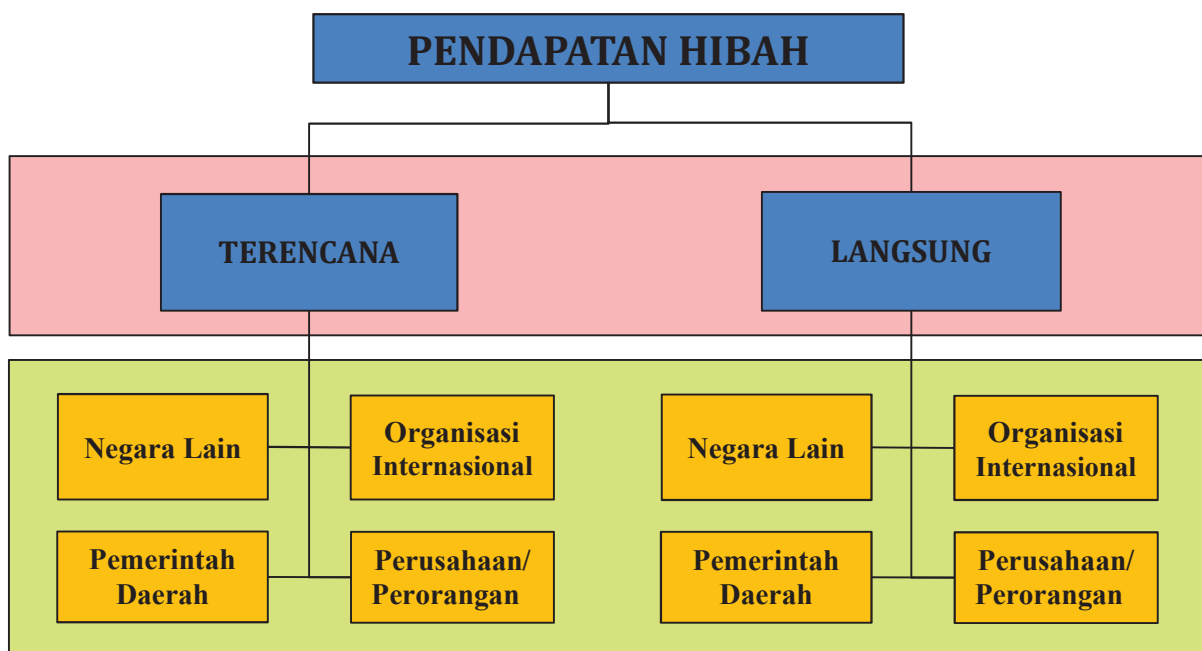 PENDAPATAN HIBAH
TERENCANA
LANGSUNG
Negara Lain
Organisasi
Internasional
Negara Lain
Organisasi
Internasional
Pemerintah
Daerah
Perusahaan/
Perorangan
Pemerintah
Daerah
Perusahaan/
Perorangan